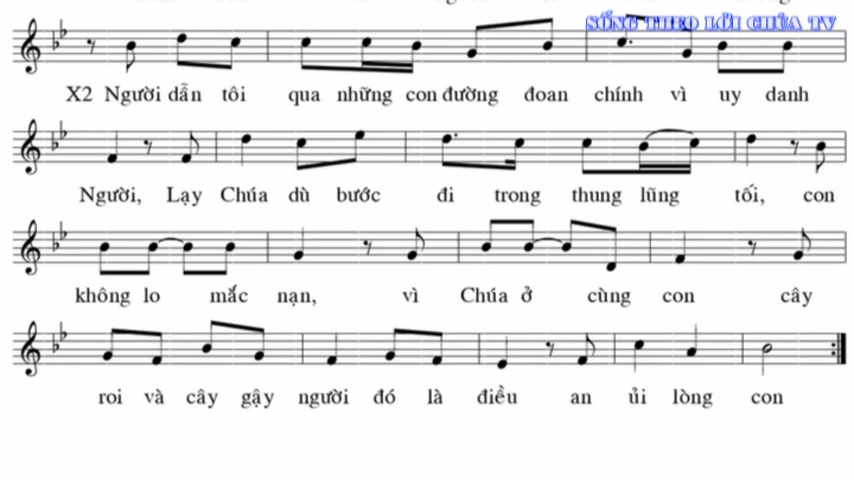 SỐNG THEO LỜI CHÚA TV
X2 Người dẫn tôi qua những con đường đoan chính vì uy danh
Người, Lạy Chúa dù bước đi trong thung lũng tối, con
không lo mắc nạn, vì Chúa ở cùng con cây
roi và cây gậy người đó là điều an ủi lòng con